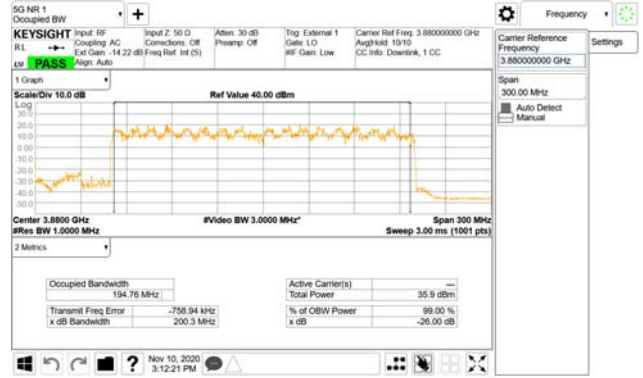 5G NR 1
Occupied BW
Frequency
KEYSIGHT
RL
LM PASS
Input: RF
Coupling: AC
Ext Gain: -14.22 dB
Align: Auto
Input Z: 50 Ω
Corrections: Off
Freq Ref: Int (S)
Atten: 30 dB
Preamp: Off
Trig: External 1
Gate: LO
#IF Gain: Low
Carrier Ref Freq: 3.880000000 GHz
Avg|Hold: 10/10
CC Info: Downlink, 1 CC
Carrier Reference
Frequency
3.880000000 GHz
Settings
Span
300.00 MHz
Auto Detect
Manual
1 Graph
Scale/Div 10.0 dB
Ref Value 40.00 dBm
Log
30.0
20.0
10.0
0.00
-10.0
-20.0
-30.0
-40.0
-50.0
Center 3.8800 GHz
#Video BW 3.0000 MHz*
Span 300 MHz
#Res BW 1.0000 MHz
Sweep 3.00 ms (1001 pts)
2 Metrics
Occupied Bandwidth
194.76 MHz
Active Carrier(s)
---
Total Power
35.9 dBm
Transmit Freq Error
-758.94 kHz
% of OBW Power
99.00 %
x dB Bandwidth
200.3 MHz
x dB
-26.00 dB
Nov 10, 2020
3:12:21 PM